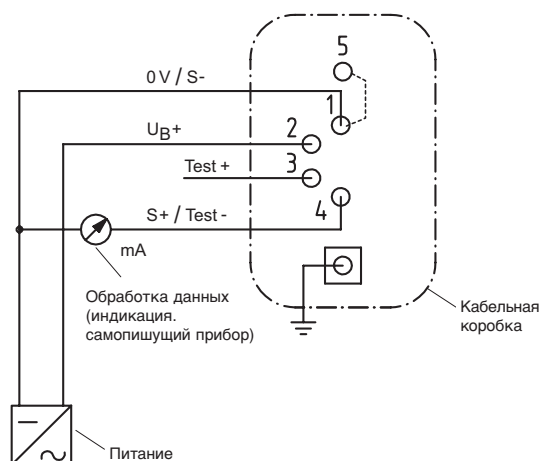 5
0 V / S-
1
UB+
2
Test +
3
S+ / Test -
4
mA
Обработка данных
(индикация.
самопишущий прибор)
Кабельная
коробка
Питание